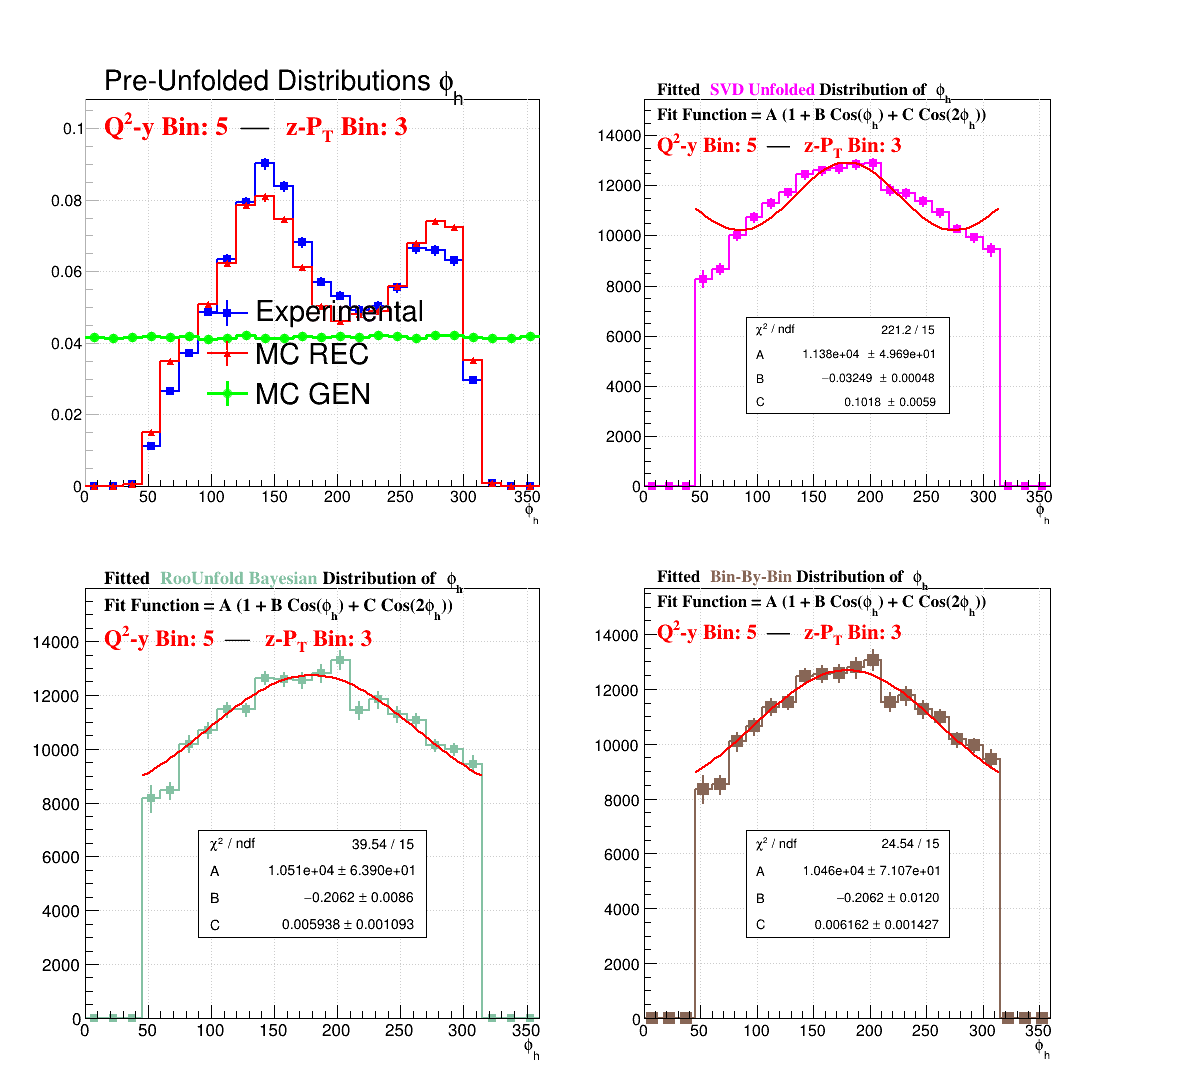 Pre-Unfolded Distributions ϕh
Q²-y Bin: 5 — z-PT Bin: 3
0.1
0.08
0.06
0.04
0.02
0
Experimental
MC REC
MC GEN
0 50 100 150 200 250 300 350
ϕh
Fitted SVD Unfolded Distribution of ϕh
Fit Function = A (1 + B Cos(ϕh) + C Cos(2ϕh))
Q²-y Bin: 5 — z-PT Bin: 3
14000
12000
10000
8000
6000
4000
2000
0
χ² / ndf 221.2 / 15
A 1.138e+04 ± 4.969e+01
B −0.03249 ± 0.00048
C 0.1018 ± 0.0059
0 50 100 150 200 250 300 350
ϕh
Fitted RooUnfold Bayesian Distribution of ϕh
Fit Function = A (1 + B Cos(ϕh) + C Cos(2ϕh))
Q²-y Bin: 5 — z-PT Bin: 3
14000
12000
10000
8000
6000
4000
2000
0
χ² / ndf 39.54 / 15
A 1.051e+04 ± 6.390e+01
B −0.2062 ± 0.0086
C 0.005938 ± 0.001093
0 50 100 150 200 250 300 350
ϕh
Fitted Bin-By-Bin Distribution of ϕh
Fit Function = A (1 + B Cos(ϕh) + C Cos(2ϕh))
Q²-y Bin: 5 — z-PT Bin: 3
14000
12000
10000
8000
6000
4000
2000
0
χ² / ndf 24.54 / 15
A 1.046e+04 ± 7.107e+01
B −0.2062 ± 0.0120
C 0.006162 ± 0.001427
0 50 100 150 200 250 300 350
ϕh